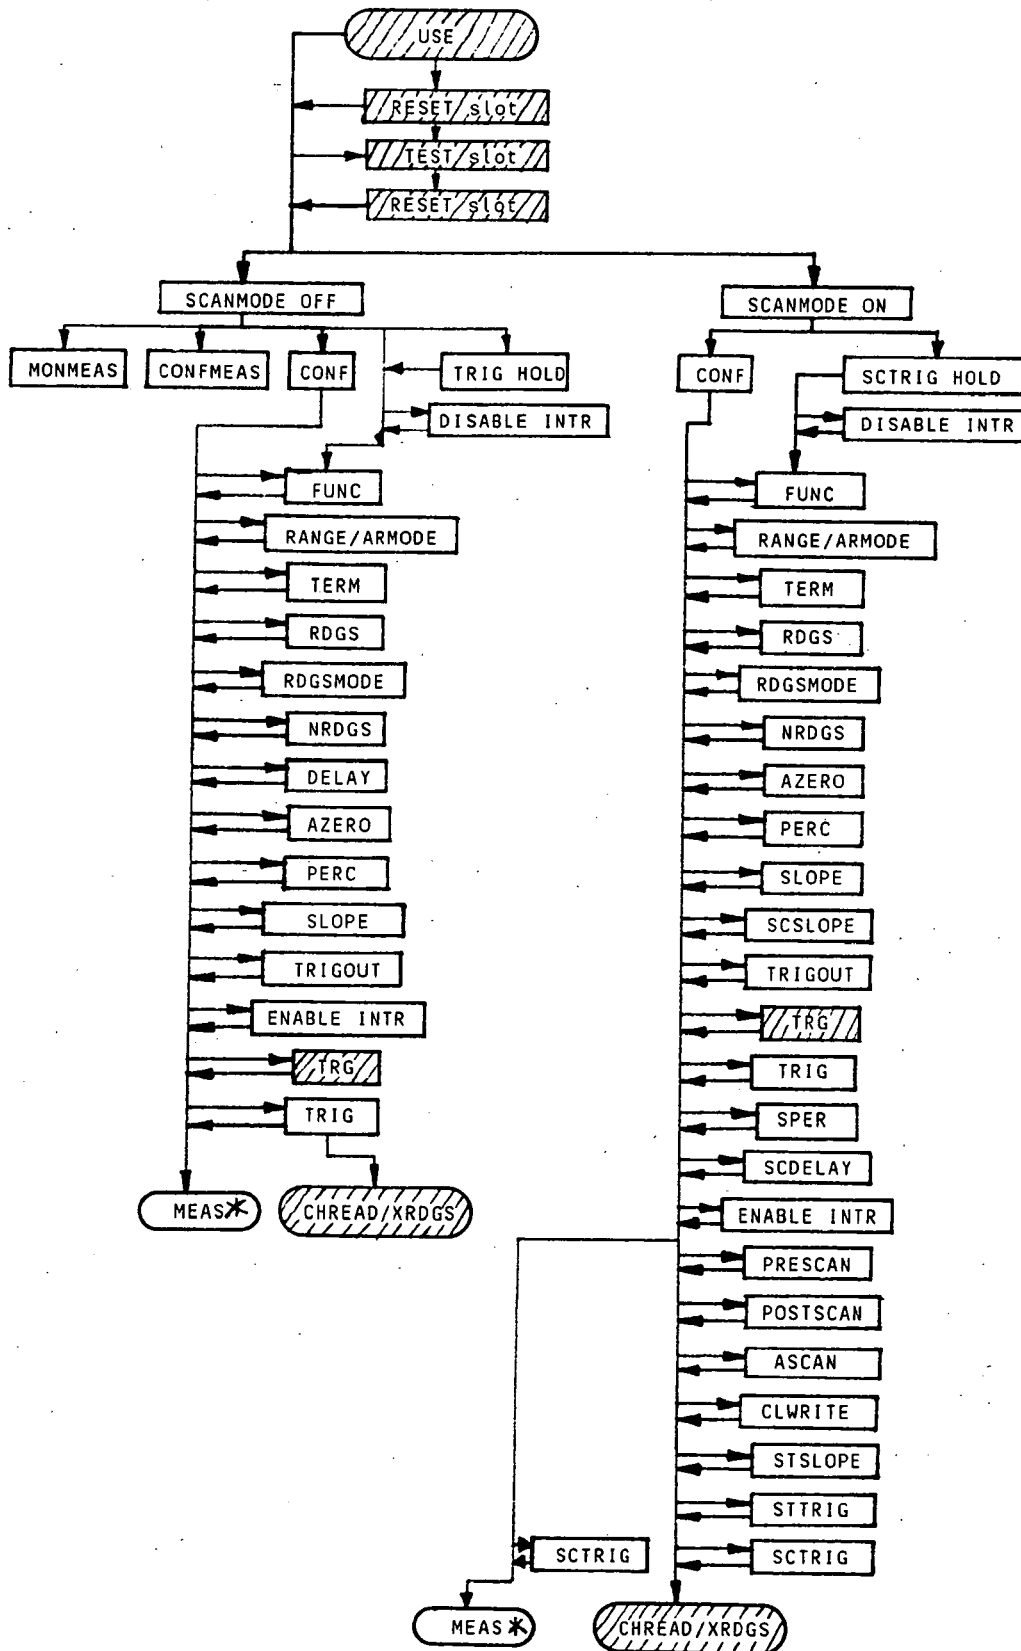 USE
RESET slot
TEST slot
RESET slot
SCANMODE OFF
MONMEAS
CONFMEAS
CONF
TRIG HOLD
DISABLE INTR
FUNC
RANGE/ARMODE
TERM
RDGS
RDGSMODE
NRDGS
DELAY
AZERO
PERC
SLOPE
TRIGOUT
ENABLE INTR
TRG
TRIG
MEAS*
CHREAD/XRDGS
SCANMODE ON
CONF
SCTRIG HOLD
DISABLE INTR
FUNC
RANGE/ARMODE
TERM
RDGS
RDGSMODE
NRDGS
AZERO
PERC
SLOPE
SCSLOPE
TRIGOUT
TRG
TRIG
SPER
SCDELAY
ENABLE INTR
PRESCAN
POSTSCAN
ASCAN
CLWRITE
STSLOPE
STTRIG
SCTRIG
SCTRIG
MEAS*
CHREAD/XRDGS